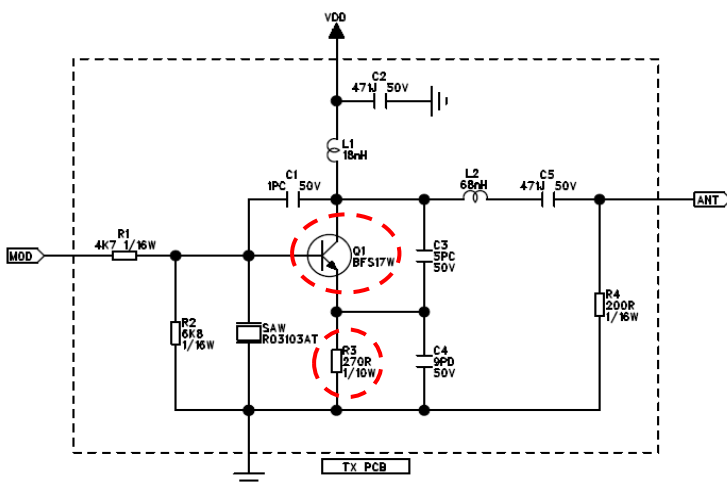 VDD
C2
471J 50V
L1
18nH
C1
1PC 50V
L2
68nH
C5
471J 50V
ANT
R1
4K7 1/16W
MOD
Q1
BFS17W
C3
5PC
50V
R2
6K8
1/16W
SAW
RO3103AT
R3
270R
1/10W
C4
9PD
50V
R4
200R
1/16W
TX PCB